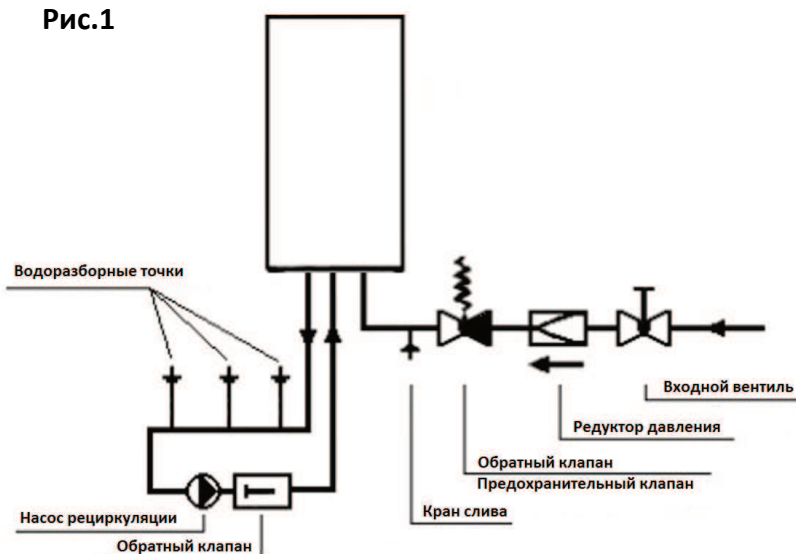 Рис.1
Водоразборные точки
Входной вентиль
Редуктор давления
Обратный клапан
Предохранительный клапан
Кран слива
Насос рециркуляции
Обратный клапан